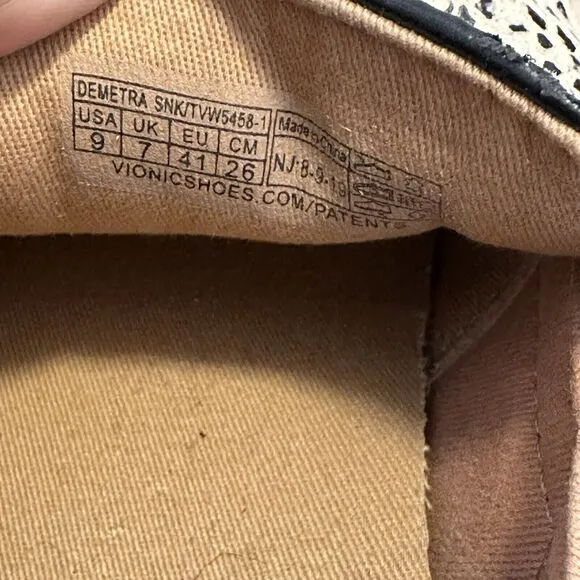 DEMETRA SNK/TVW5458-1
USA UK EU CM
9 7 41 26
Made in China
NJ:8-9-19
VIONICSHOES.COM/PATENTS